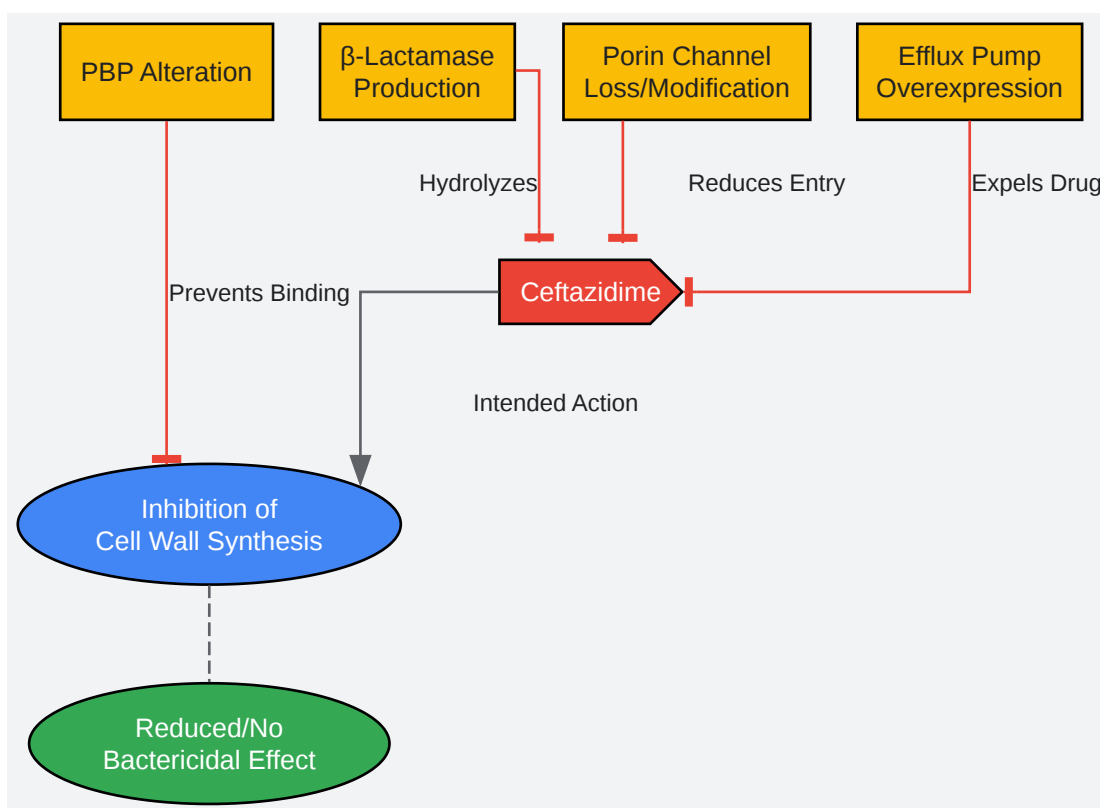 PBP Alteration
β-Lactamase
Production
Porin Channel
Loss/Modification
Efflux Pump
Overexpression
Hydrolyzes
Reduces Entry
Expels Drug
Prevents Binding
Ceftazidime
Intended Action
Inhibition of
Cell Wall Synthesis
Reduced/No
Bactericidal Effect